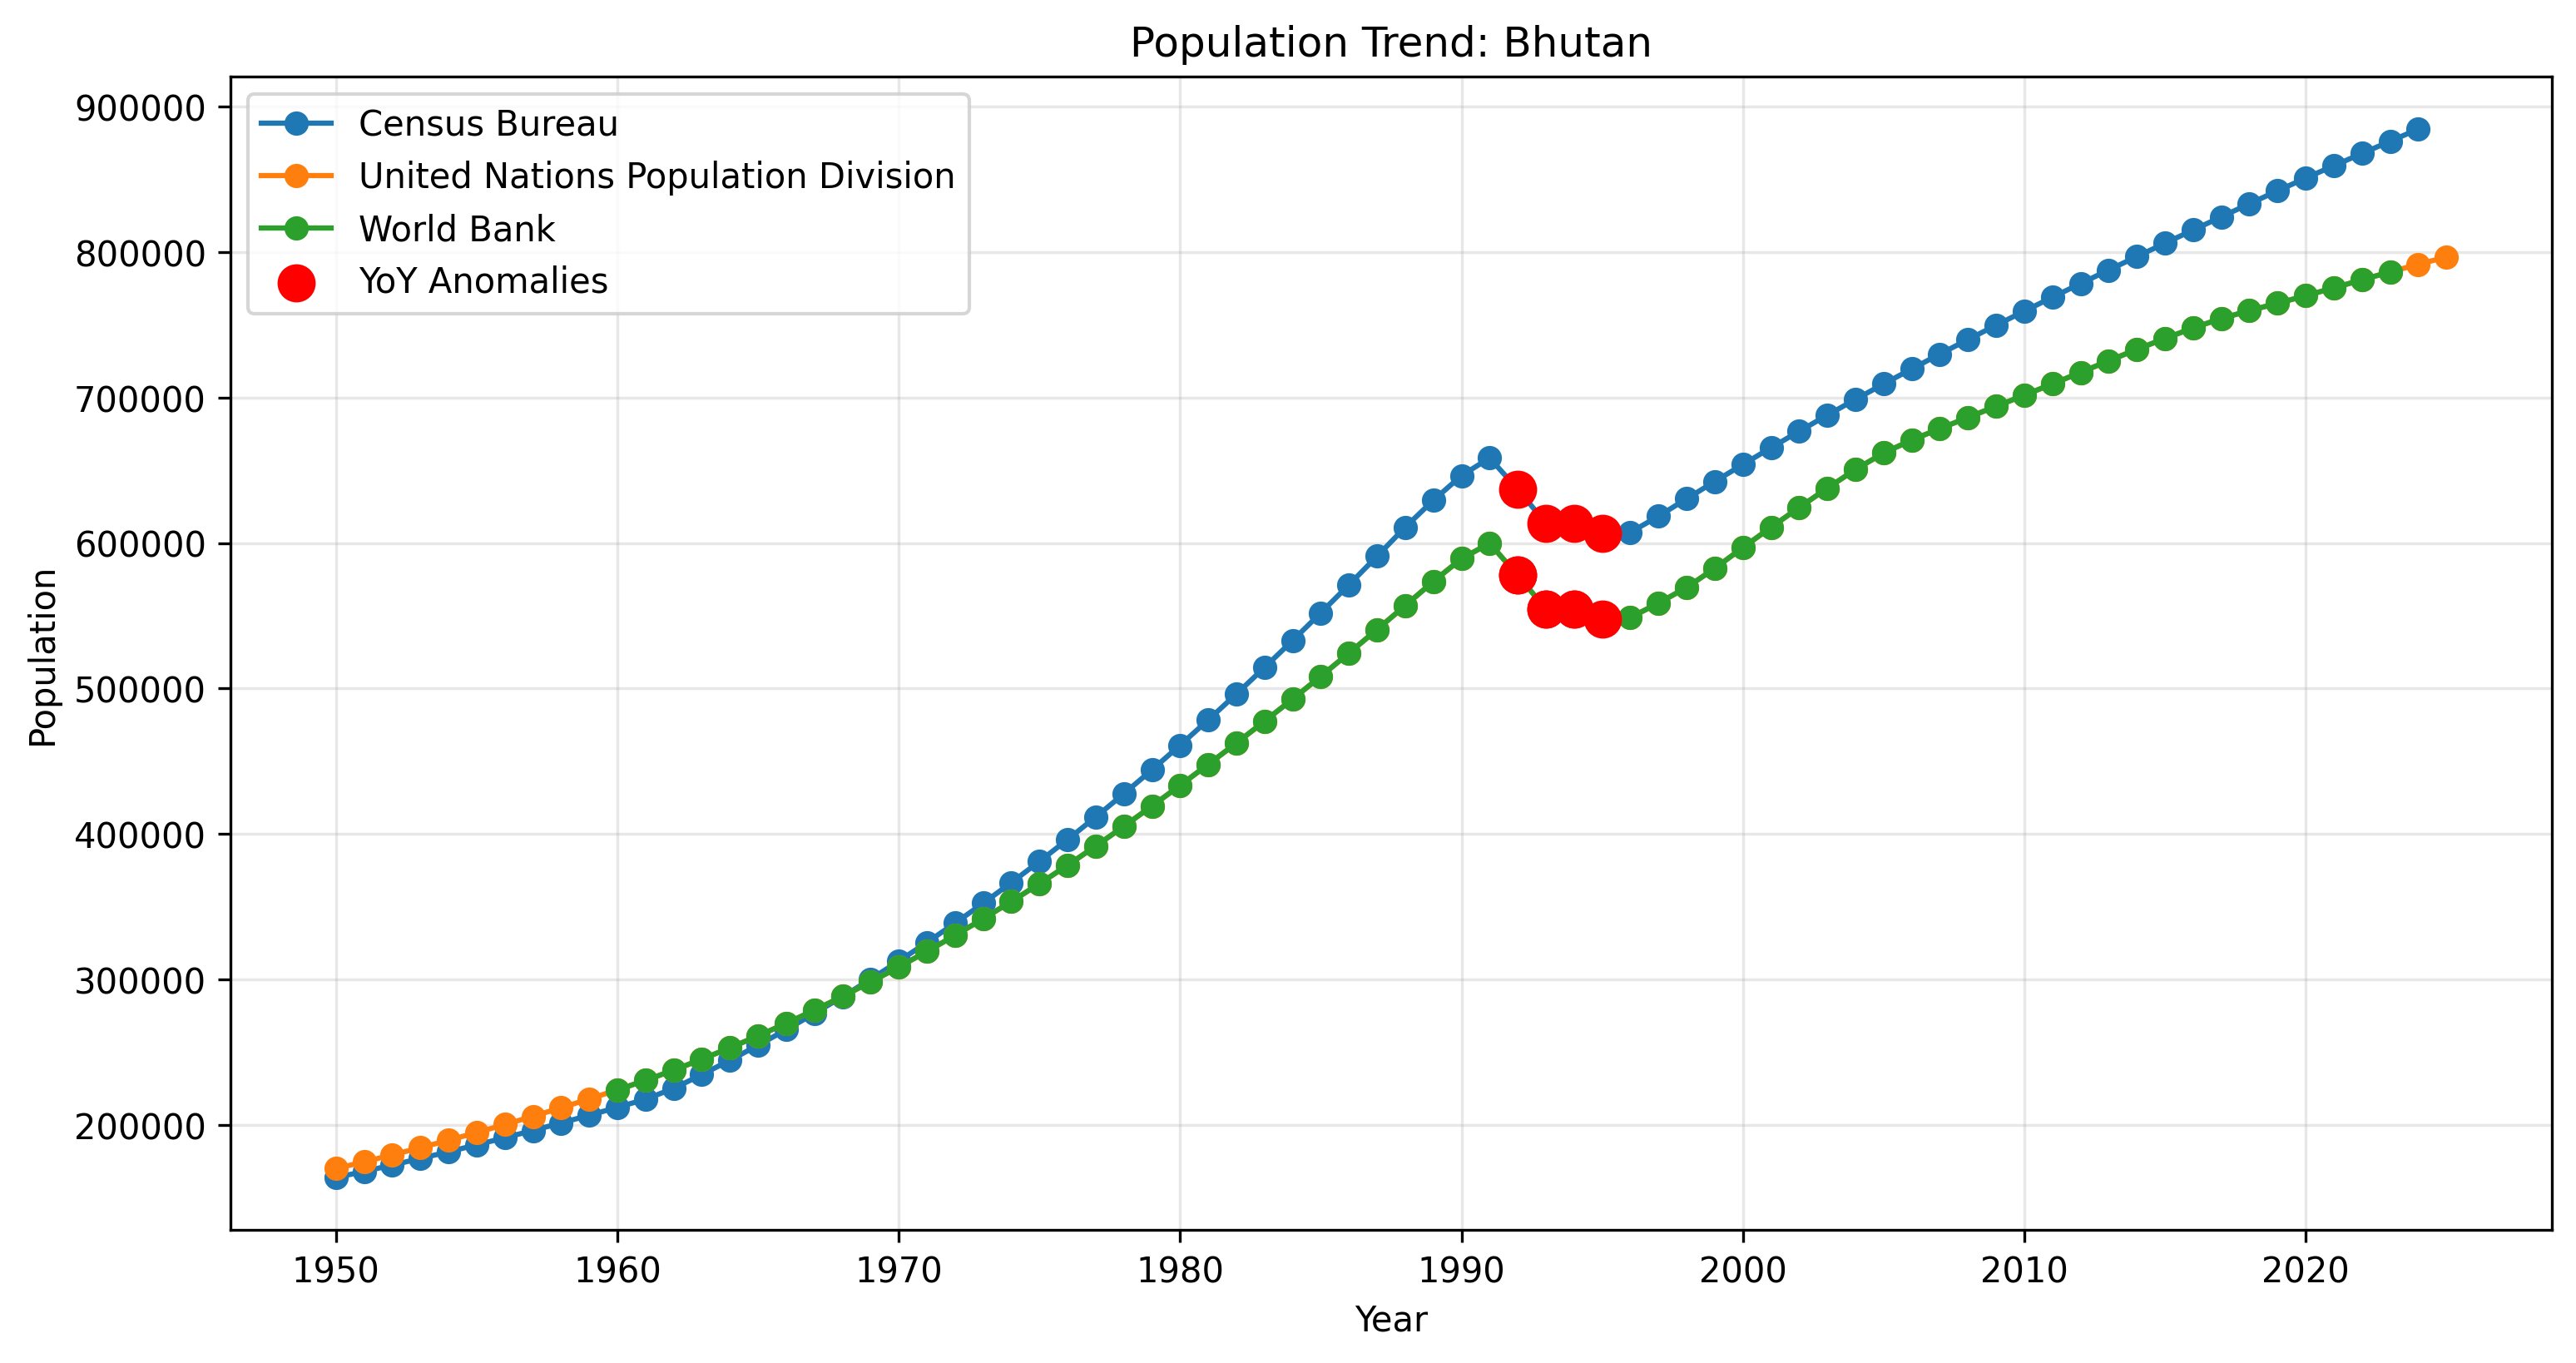 Population Trend: Bhutan
Census Bureau
United Nations Population Division
World Bank
YoY Anomalies
Population
900000
800000
700000
600000
500000
400000
300000
200000
1950 1960 1970 1980 1990 2000 2010 2020
Year